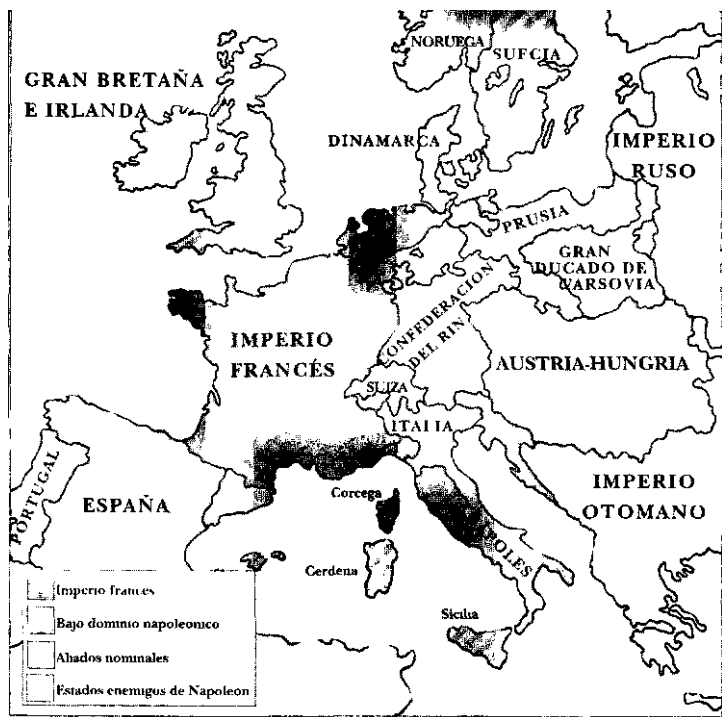 NORUEGA
SUECIA
GRAN BRETAÑA
E IRLANDA
DINAMARCA
IMPERIO
RUSO
PRUSIA
GRAN
DUCADO DE
VARSOVIA
CONFEDERACION
DEL RIN
IMPERIO
FRANCÉS
AUSTRIA-HUNGRIA
SUIZA
ITALIA
PORTUGAL
ESPAÑA
Corcega
IMPERIO
OTOMANO
POLES
Cerdena
Sicilia
Imperio frances
Bajo dominio napoleonico
Aliados nominales
Estados enemigos de Napoleon